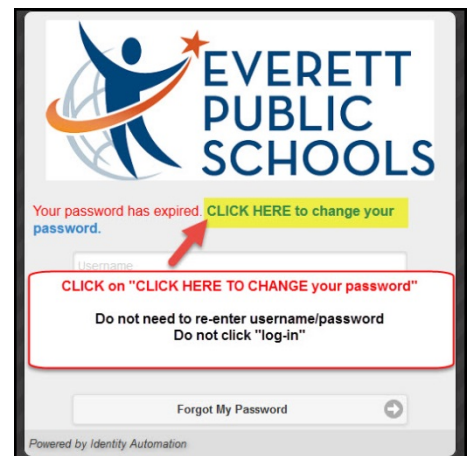 EVERETT
PUBLIC
SCHOOLS
Your password has expired. CLICK HERE to change your
password.
Username
CLICK on "CLICK HERE TO CHANGE your password"
Do not need to re-enter username/password
Do not click "log-in"
Forgot My Password
Powered by Identity Automation